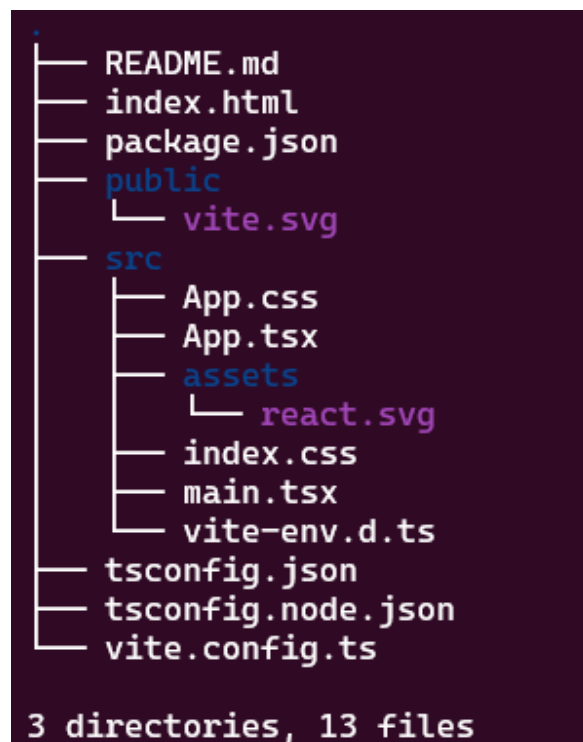 .
├── README.md
├── index.html
├── package.json
├── public
│   └── vite.svg
├── src
│   ├── App.css
│   ├── App.tsx
│   ├── assets
│   │   └── react.svg
│   ├── index.css
│   ├── main.tsx
│   └── vite-env.d.ts
├── tsconfig.json
├── tsconfig.node.json
└── vite.config.ts

3 directories, 13 files